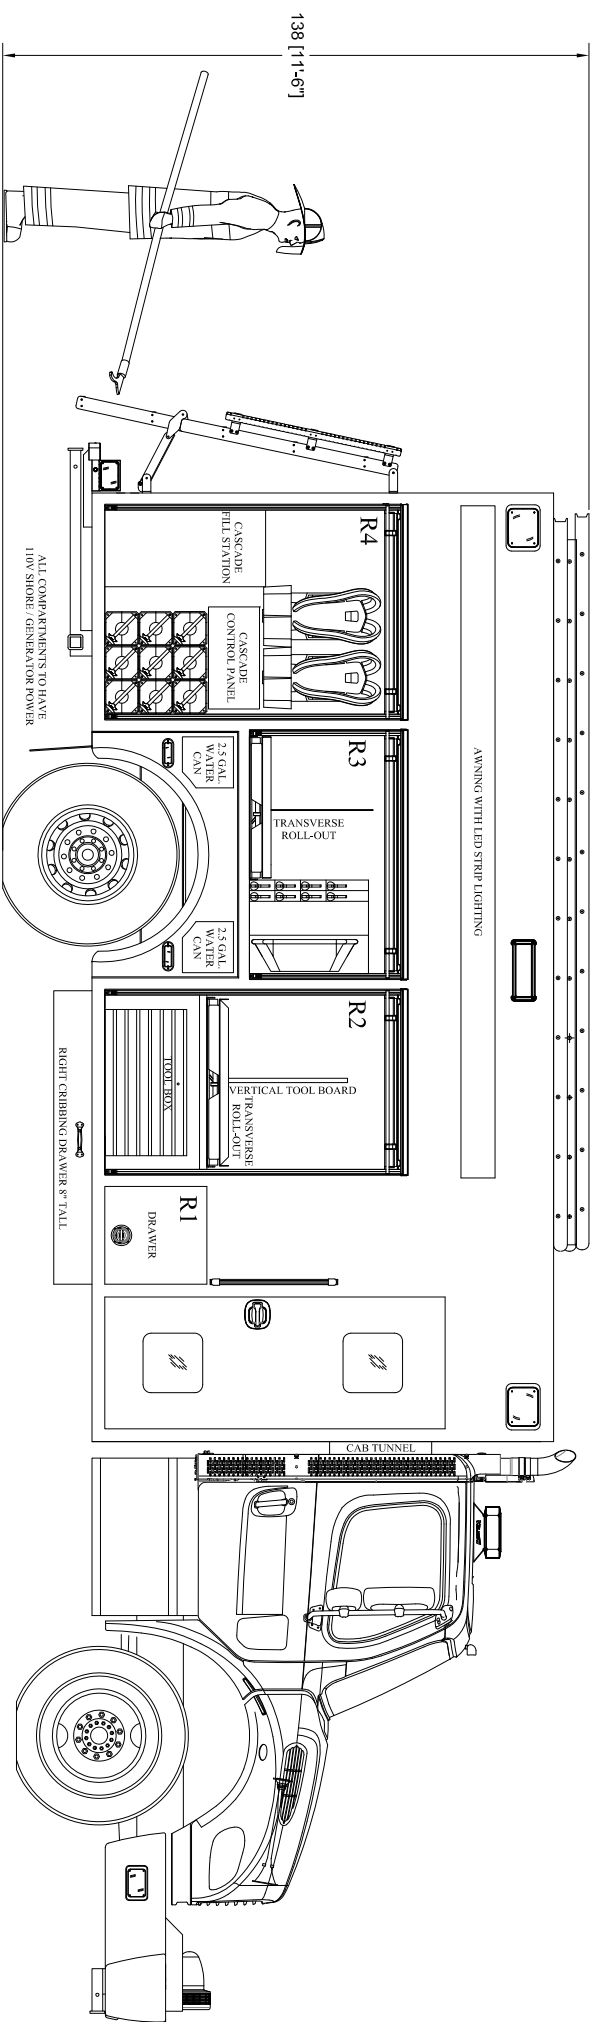 138 [11'-6"]
AWNING WITH LED STRIP LIGHTING
R4
CASCADE
FILL STATION
CASCADE
CONTROL PANEL
ALL COMPARTMENTS TO HAVE
110V SHORE / GENERATOR POWER
R3
TRANSVERSE
ROLL-OUT
2.5 GAL.
WATER
CAN
2.5 GAL.
WATER
CAN
R2
VERTICAL TOOL BOARD
TRANSVERSE
ROLL-OUT
TOOL BOX
RIGHT CRIBBING DRAWER 8" TALL
R1
DRAWER
CAB TUNNEL